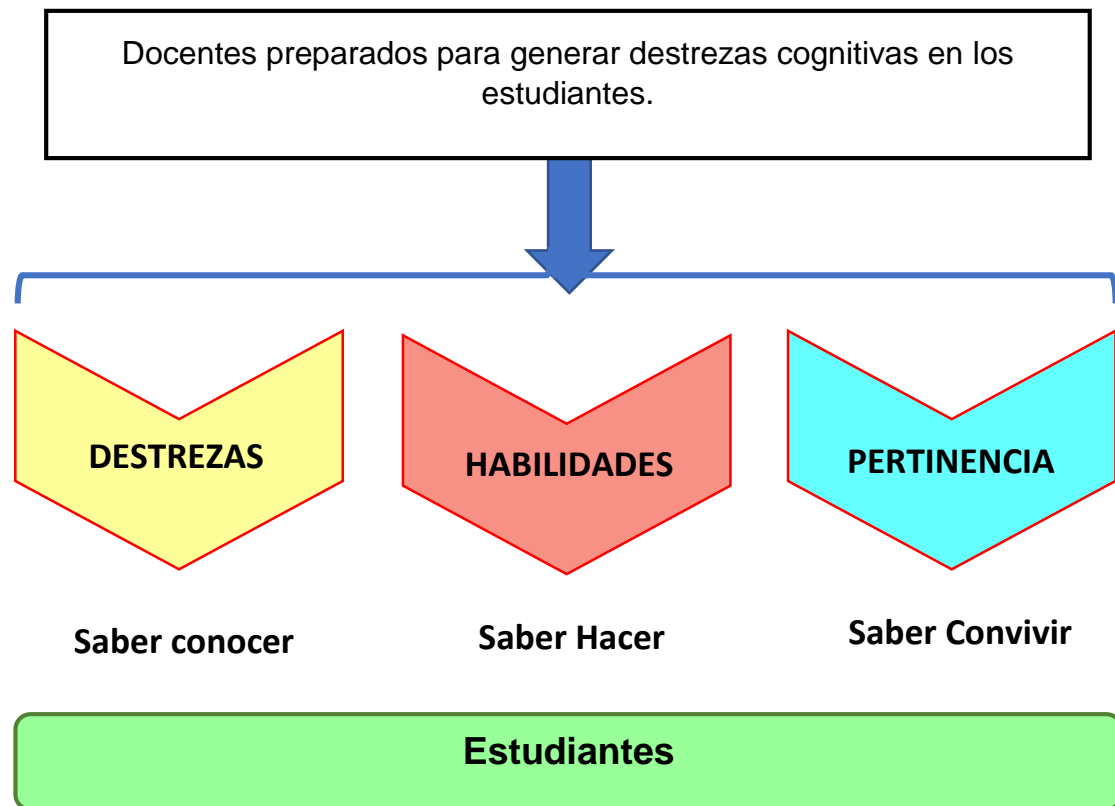 Docentes preparados para generar destrezas cognitivas en los
estudiantes.
DESTREZAS
HABILIDADES
PERTINENCIA
Saber conocer
Saber Hacer
Saber Convivir
Estudiantes